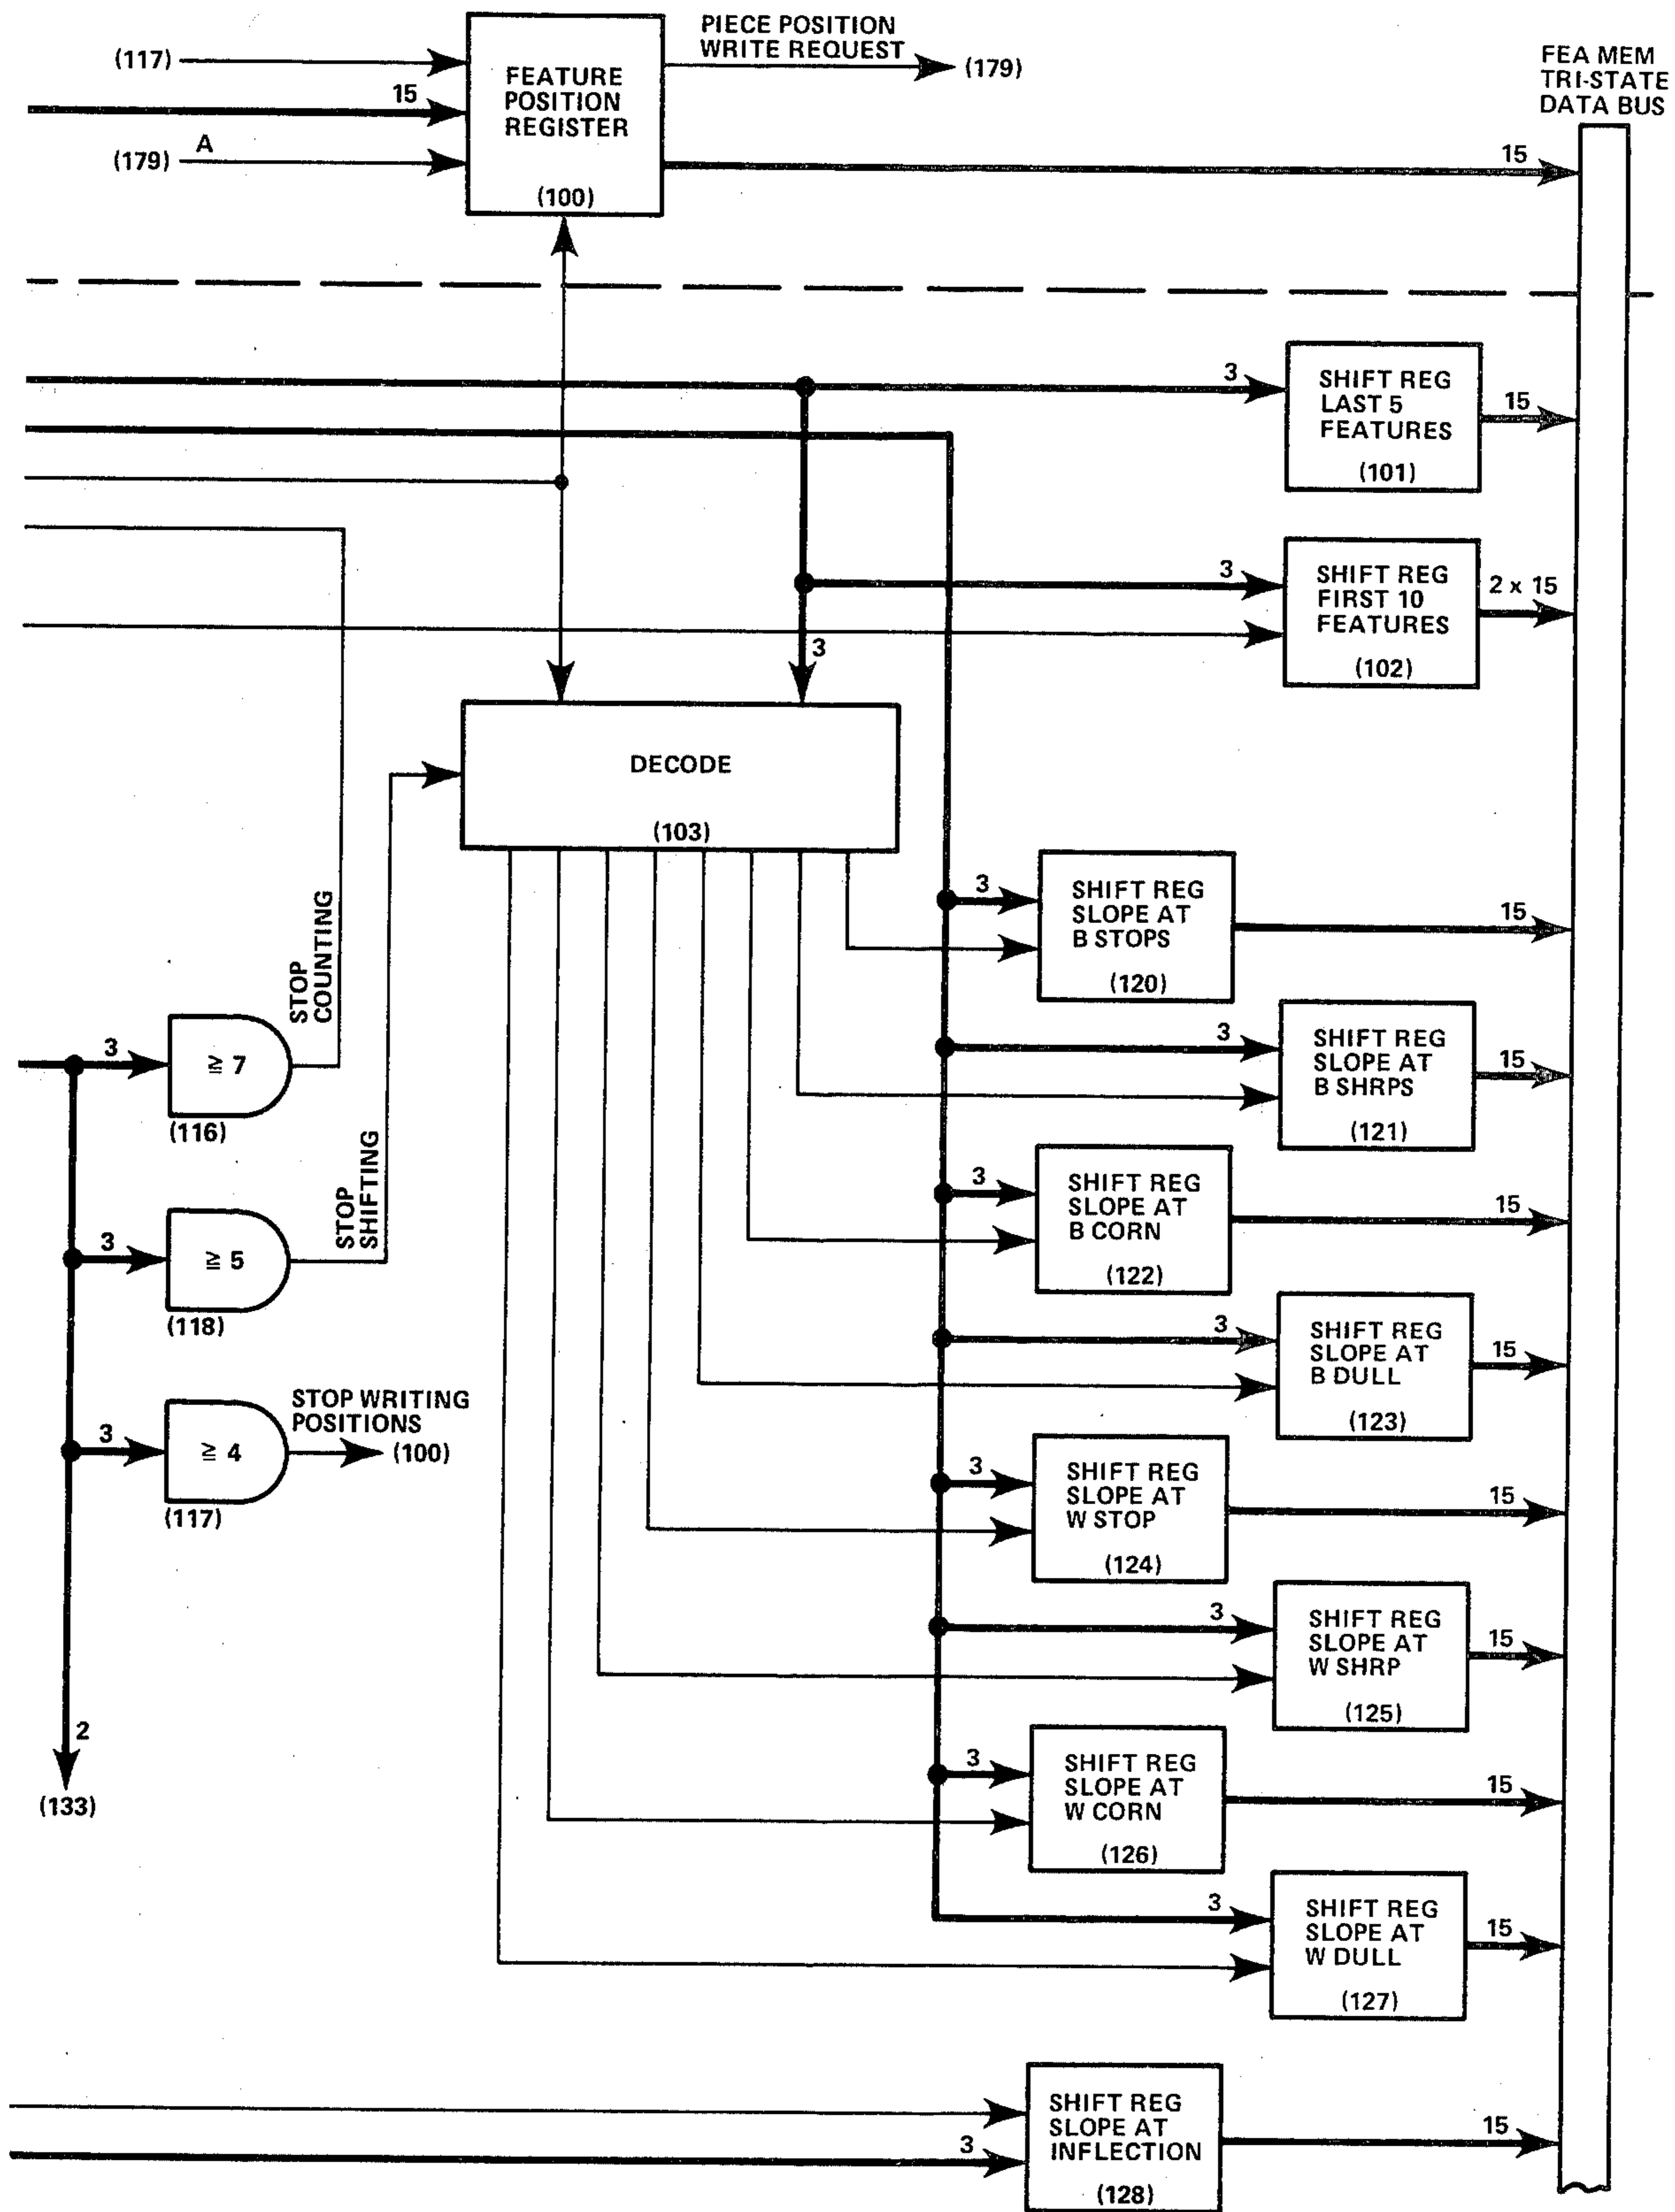 PIECE POSITION
WRITE REQUEST
(117)
(179)
FEATURE
POSITION
REGISTER
(100)
15
A
(179)
15
FEA MEM
TRI-STATE
DATA BUS
3
SHIFT REG
LAST 5
FEATURES
(101)
15
3
SHIFT REG
FIRST 10
FEATURES
(102)
2 x 15
3
DECODE
(103)
3
SHIFT REG
SLOPE AT
B STOPS
(120)
15
STOP
COUNTING
3
≧ 7
(116)
3
SHIFT REG
SLOPE AT
B SHRPS
(121)
15
STOP
SHIFTING
3
≧ 5
(118)
3
SHIFT REG
SLOPE AT
B CORN
(122)
15
3
SHIFT REG
SLOPE AT
B DULL
(123)
15
3
≧ 4
(117)
STOP WRITING
POSITIONS
(100)
3
SHIFT REG
SLOPE AT
W STOP
(124)
15
3
SHIFT REG
SLOPE AT
W SHRP
(125)
15
2
(133)
3
SHIFT REG
SLOPE AT
W CORN
(126)
15
3
SHIFT REG
SLOPE AT
W DULL
(127)
15
3
SHIFT REG
SLOPE AT
INFLECTION
(128)
15